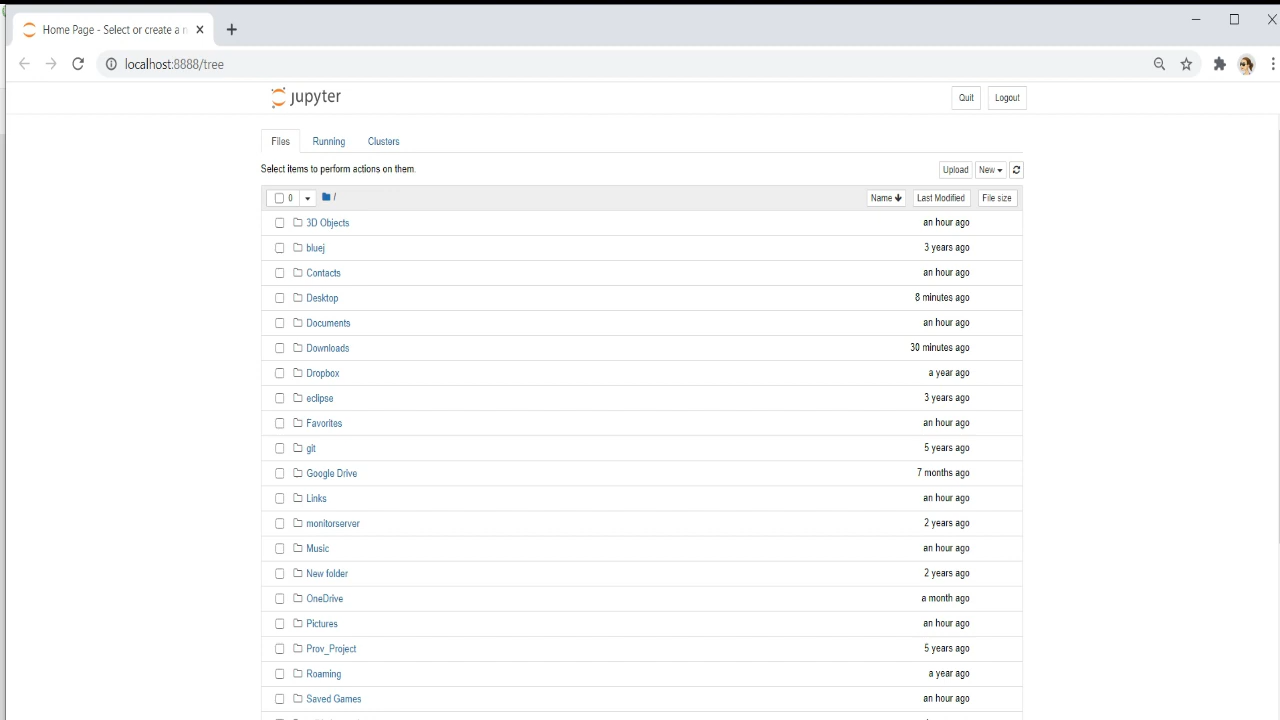 Home Page - Select or create a n
localhost:8888/tree
jupyter
Quit Logout
Files Running Clusters
Select items to perform actions on them.
Upload New
0 / Name Last Modified File size
3D Objects an hour ago
bluej 3 years ago
Contacts an hour ago
Desktop 8 minutes ago
Documents an hour ago
Downloads 30 minutes ago
Dropbox a year ago
eclipse 3 years ago
Favorites an hour ago
git 5 years ago
Google Drive 7 months ago
Links an hour ago
monitorserver 2 years ago
Music an hour ago
New folder 2 years ago
OneDrive a month ago
Pictures an hour ago
Prov_Project 5 years ago
Roaming a year ago
Saved Games an hour ago